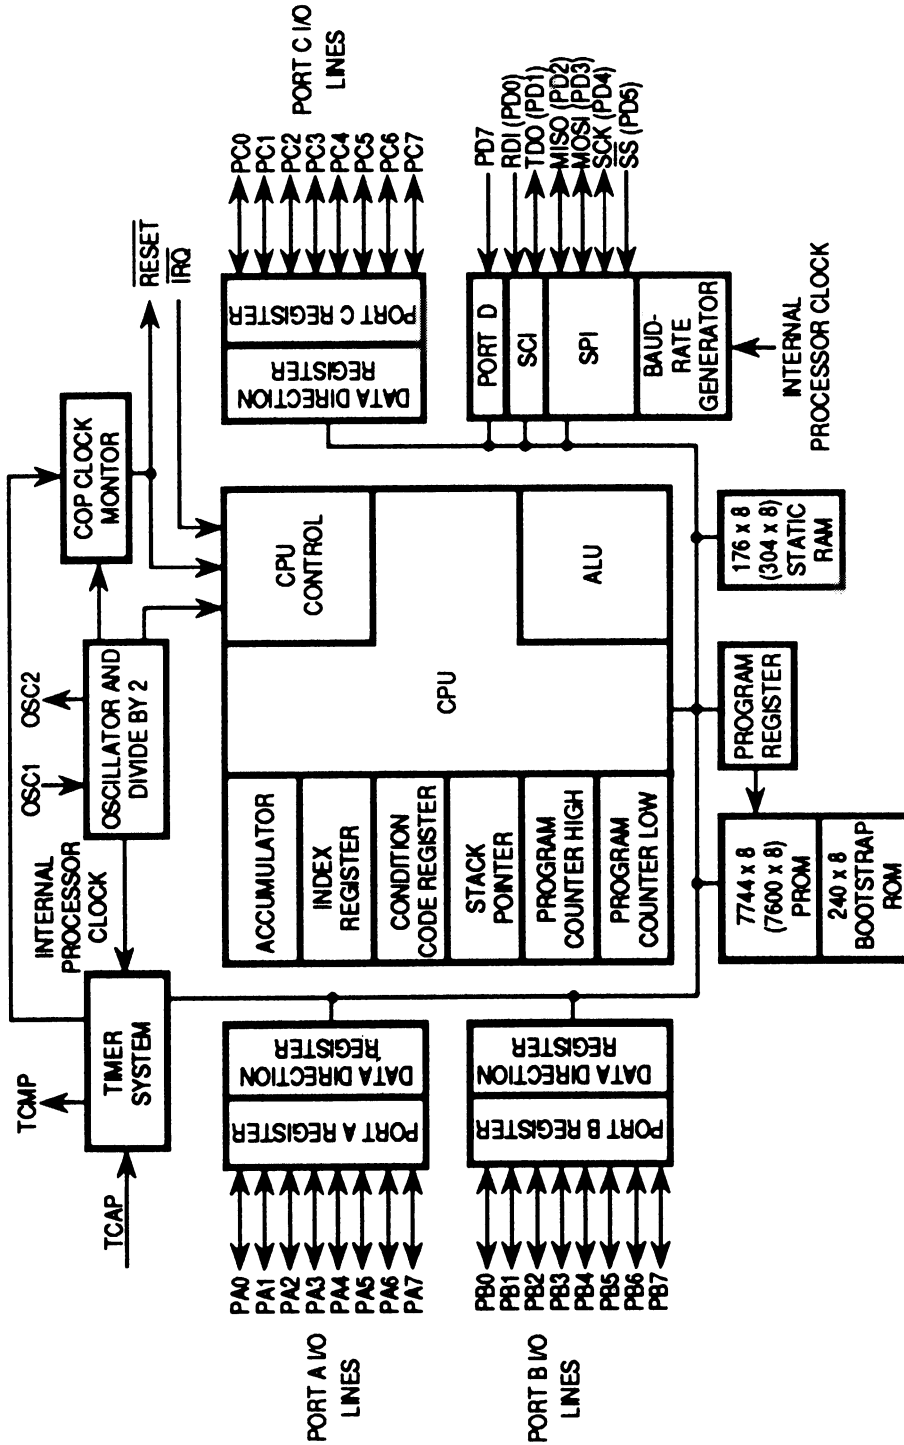 TCAP
TCMP
TIMER
SYSTEM
INTERNAL
PROCESSOR
CLOCK
OSC1
OSC2
OSCILLATOR AND
DIVIDE BY 2
COP CLOCK
MONTOR
RESET
IRQ
PORT A I/O
LINES
PA0
PA1
PA2
PA3
PA4
PA5
PA6
PA7
PORT A REGISTER
DATA DIRECTION
REGISTER
PORT B I/O
LINES
PB0
PB1
PB2
PB3
PB4
PB5
PB6
PB7
PORT B REGISTER
DATA DIRECTION
REGISTER
ACCUMULATOR
INDEX
REGISTER
CONDITION
CODE REGISTER
STACK
POINTER
PROGRAM
COUNTER HIGH
PROGRAM
COUNTER LOW
CPU
CPU
CONTROL
ALU
DATA DIRECTION
REGISTER
PORT C REGISTER
PC0
PC1
PC2
PC3
PC4
PC5
PC6
PC7
PORT C I/O
LINES
PORT D
SCI
SPI
BAUD-
RATE
GENERATOR
PD7
RDI (PD0)
TDO (PD1)
MISO (PD2)
MOSI (PD3)
SCK (PD4)
SS (PD5)
INTERNAL
PROCESSOR CLOCK
7744 x 8
(7600 x 8)
PROM
240 x 8
BOOTSTRAP
ROM
PROGRAM
REGISTER
176 x 8
(304 x 8)
STATIC
RAM